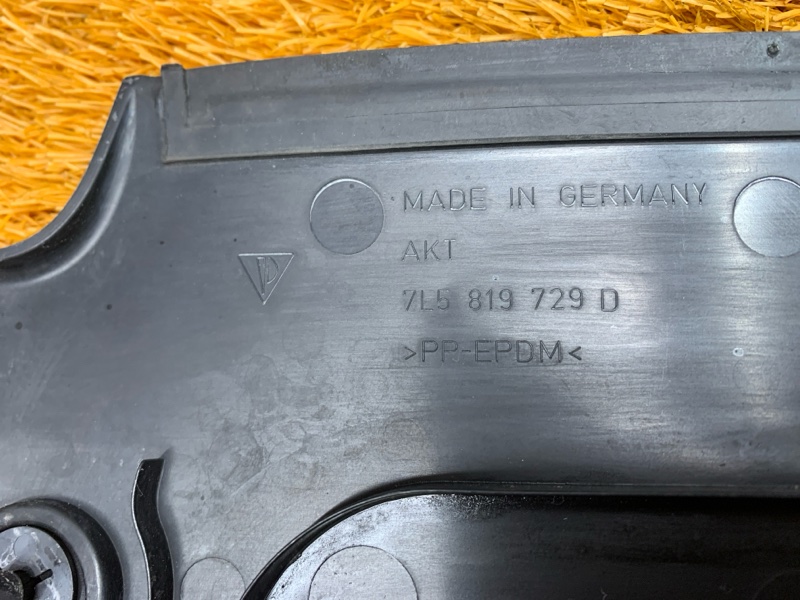 MADE IN GERMANY
AKT
7L5 819 729 D
>PP-EPDM<